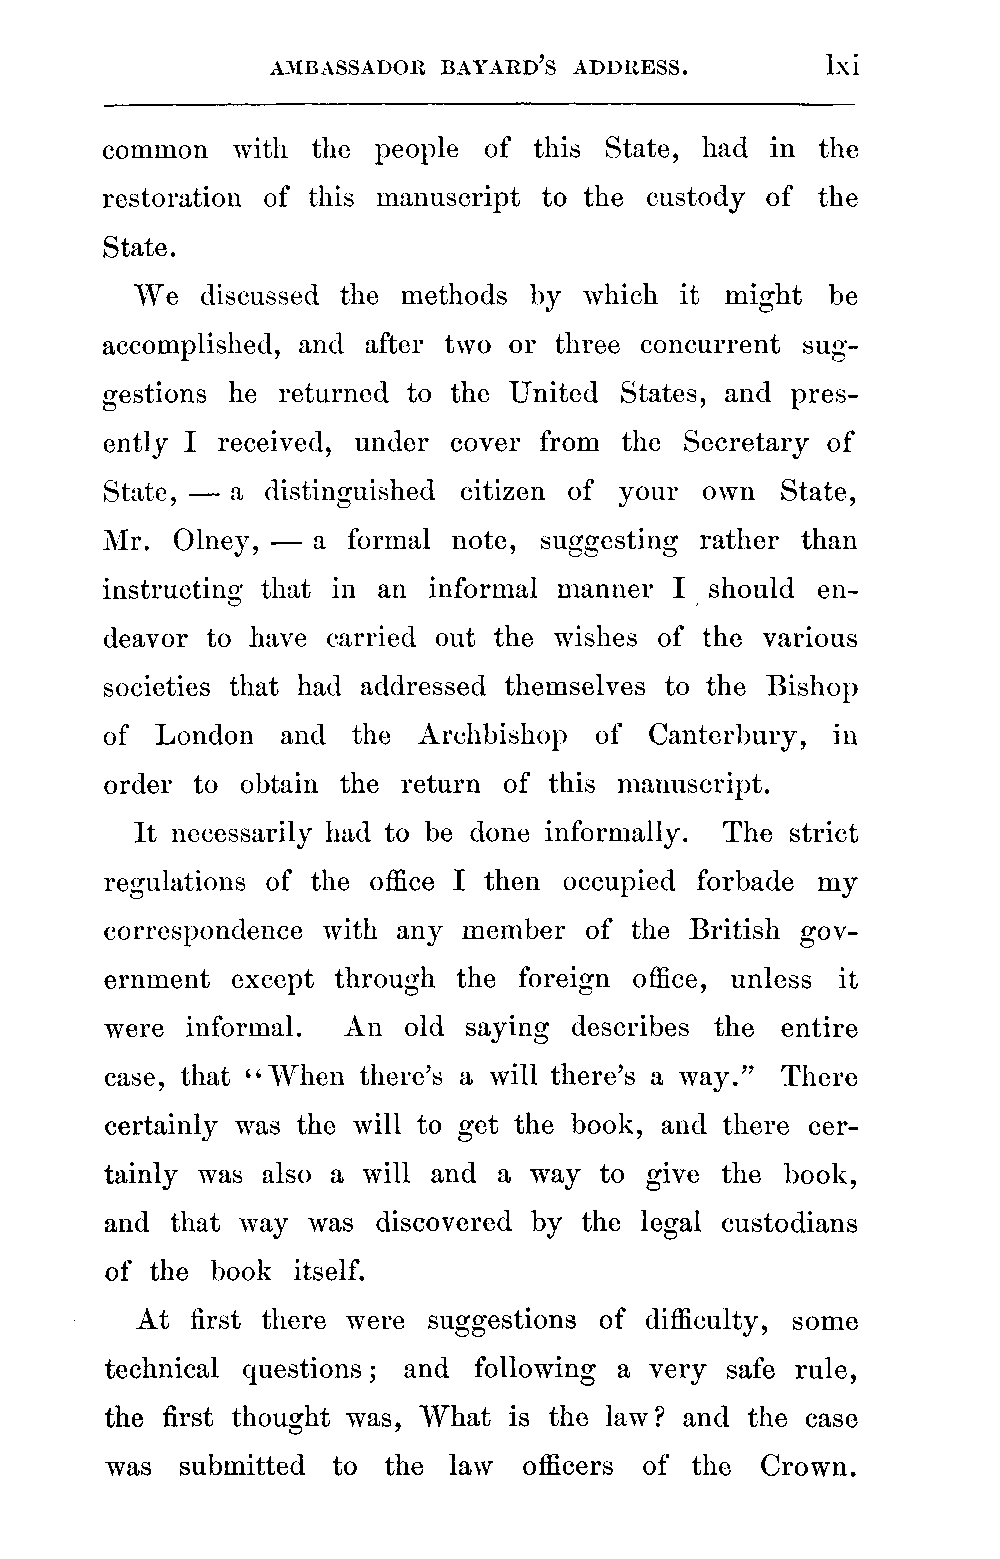 AMBASSADOR BAYARD'S ADDRESS. lxi
common with the people of this State, had in the
restoration of this manuscript to the custody of the
State.
We discussed the methods by which it might be
accomplished, and after two or three concurrent sug-
gestions he returned to the United States, and pres-
ently I received, under cover from the Secretary of
State, — a distinguished citizen of your own State,
Mr. Olney, — a formal note, suggesting rather than
instructing that in an informal manner I should en-
deavor to have carried out the wishes of the various
societies that had addressed themselves to the Bishop
of London and the Archbishop of Canterbury, in
order to obtain the return of this manuscript.
It necessarily had to be done informally. The strict
regulations of the office I then occupied forbade my
correspondence with any member of the British gov-
ernment except through the foreign office, unless it
were informal. An old saying describes the entire
case, that “When there's a will there's a way.” There
certainly was the will to get the book, and there cer-
tainly was also a will and a way to give the book,
and that way was discovered by the legal custodians
of the book itself.
At first there were suggestions of difficulty, some
technical questions; and following a very safe rule,
the first thought was, What is the law? and the case
was submitted to the law officers of the Crown.